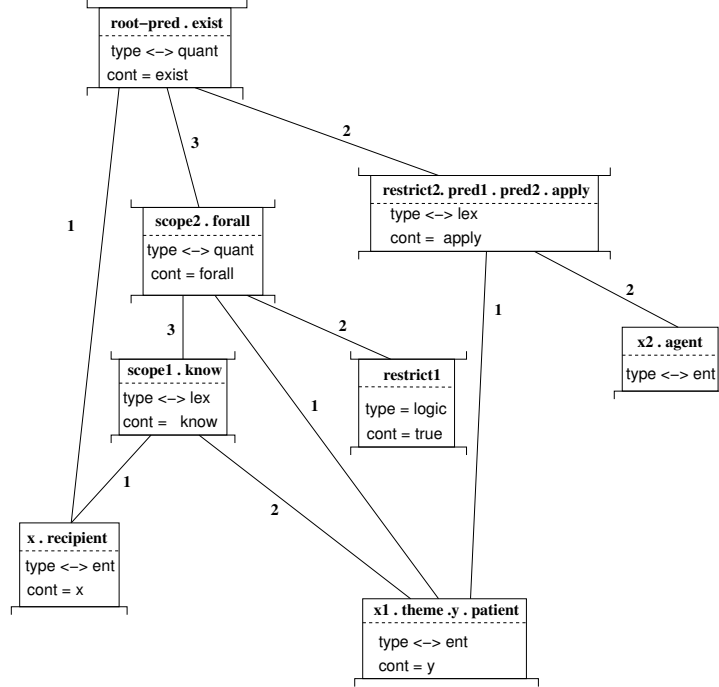 root-pred . exist
type <-> quant
cont = exist
2
3
restrict2. pred1 . pred2 . apply
type <-> lex
cont = apply
1
scope2 . forall
type <-> quant
cont = forall
2
1
x2 . agent
type <-> ent
3
2
scope1 . know
type <-> lex
cont = know
restrict1
type = logic
cont = true
1
1
2
x . recipient
type <-> ent
cont = x
x1 . theme .y . patient
type <-> ent
cont = y